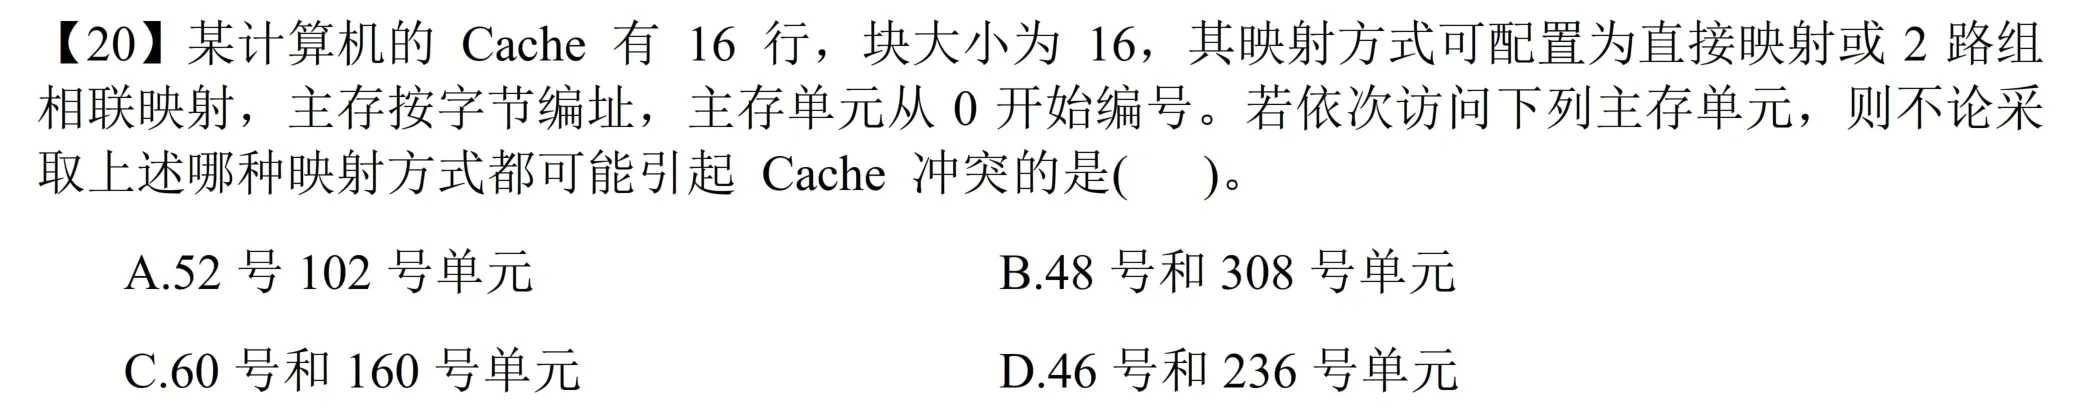 【20】某计算机的 Cache 有 16 行，块大小为 16，其映射方式可配置为直接映射或 2 路组
相联映射，主存按字节编址，主存单元从 0 开始编号。若依次访问下列主存单元，则不论采
取上述哪种映射方式都可能引起 Cache 冲突的是(    )。
A.52 号 102 号单元    B.48 号和 308 号单元
C.60 号和 160 号单元    D.46 号和 236 号单元